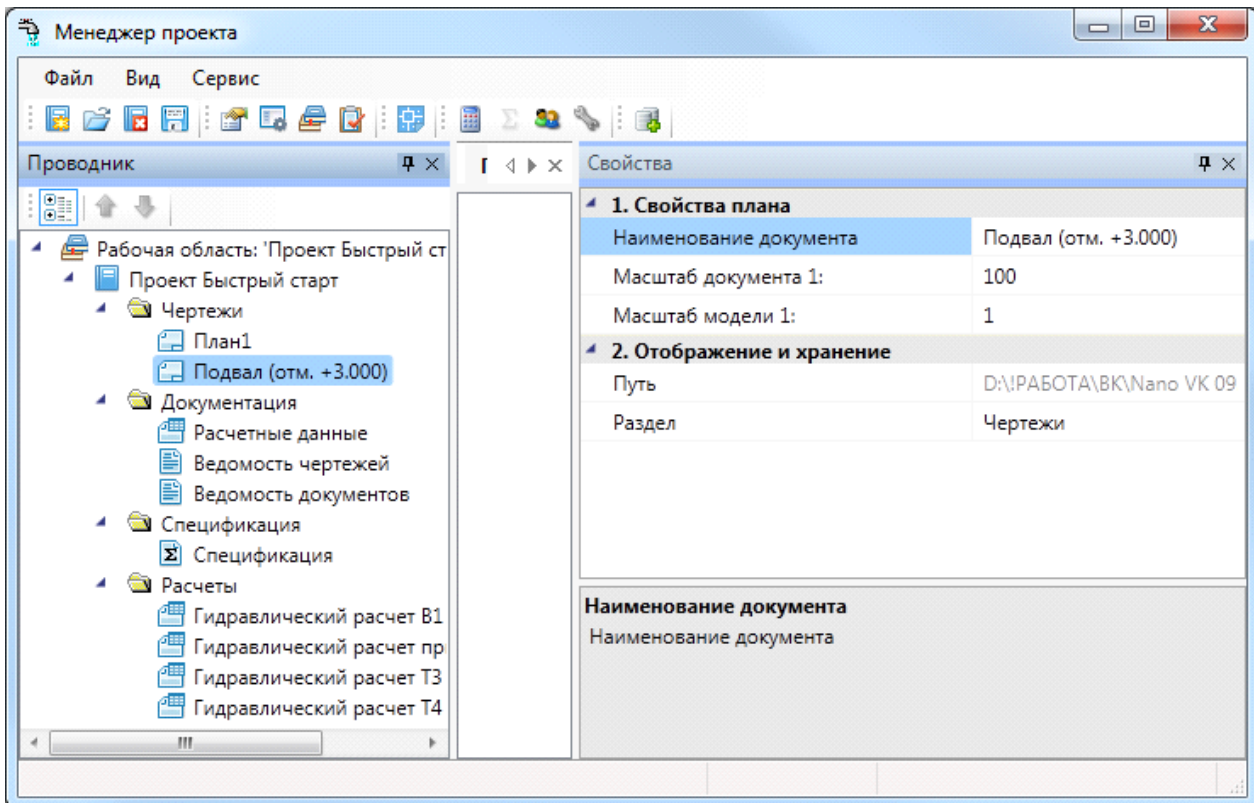 Менеджер проекта
Файл Вид Сервис
Проводник
Рабочая область: 'Проект Быстрый ст
Проект Быстрый старт
Чертежи
План1
Подвал (отм. +3.000)
Документация
Расчетные данные
Ведомость чертежей
Ведомость документов
Спецификация
Спецификация
Расчеты
Гидравлический расчет В1
Гидравлический расчет пр
Гидравлический расчет Т3
Гидравлический расчет Т4
Свойства
1. Свойства плана
Наименование документа Подвал (отм. +3.000)
Масштаб документа 1: 100
Масштаб модели 1: 1
2. Отображение и хранение
Путь D:\!РАБОТА\ВК\Nano VK 09
Раздел Чертежи
Наименование документа
Наименование документа